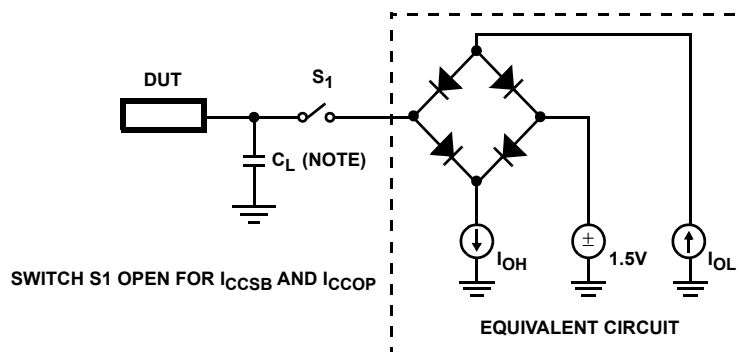 DUT
S1
CL (NOTE)
IOH
±
1.5V
IOL
SWITCH S1 OPEN FOR ICCSB AND ICCOP
EQUIVALENT CIRCUIT